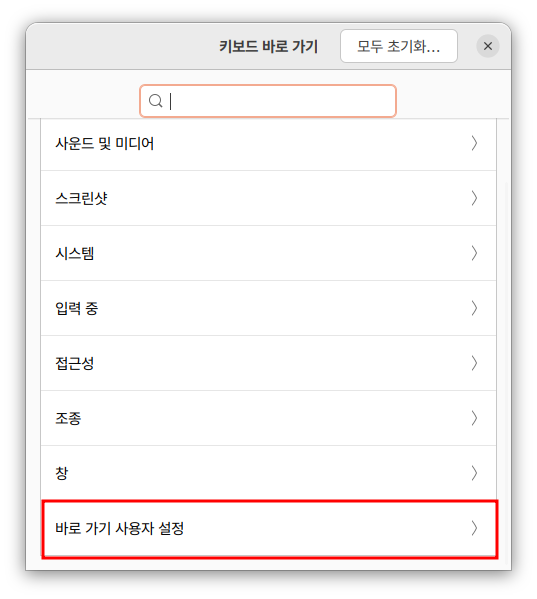 키보드 바로 가기
모두 초기화...
사운드 및 미디어
스크린샷
시스템
입력 중
접근성
조종
창
바로 가기 사용자 설정